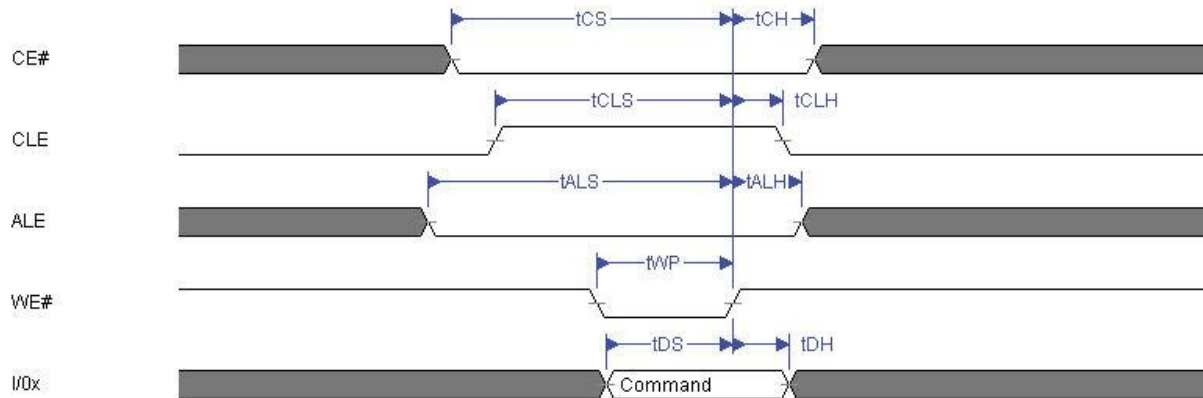 tCS tCH
CE#
tCLS tCLH
CLE
tALS tALH
ALE
tWP
WE#
tDS tDH
I/0x Command